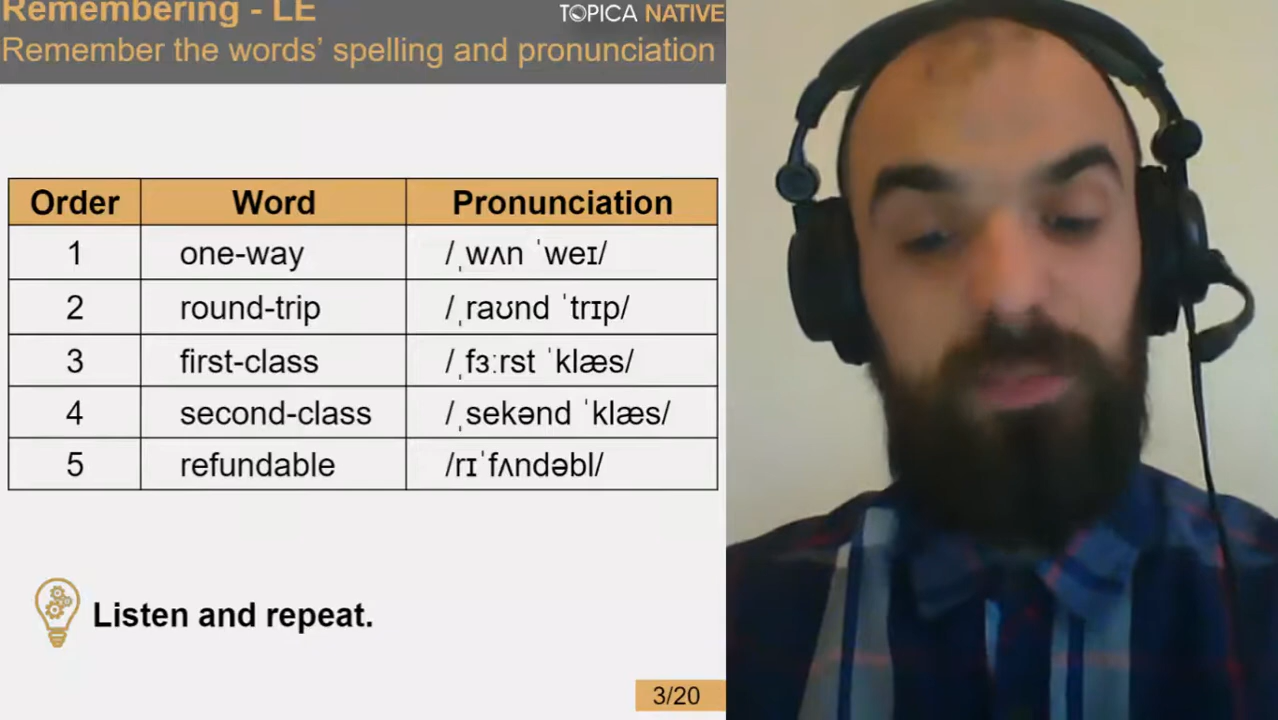 Remembering - LE
TOPICA NATIVE
Remember the words' spelling and pronunciation
Order Word Pronunciation
1 one-way /ˌwʌn ˈweɪ/
2 round-trip /ˌraʊnd ˈtrɪp/
3 first-class /ˌfɜːrst ˈklæs/
4 second-class /ˌsekənd ˈklæs/
5 refundable /rɪˈfʌndəbl/
Listen and repeat.
3/20